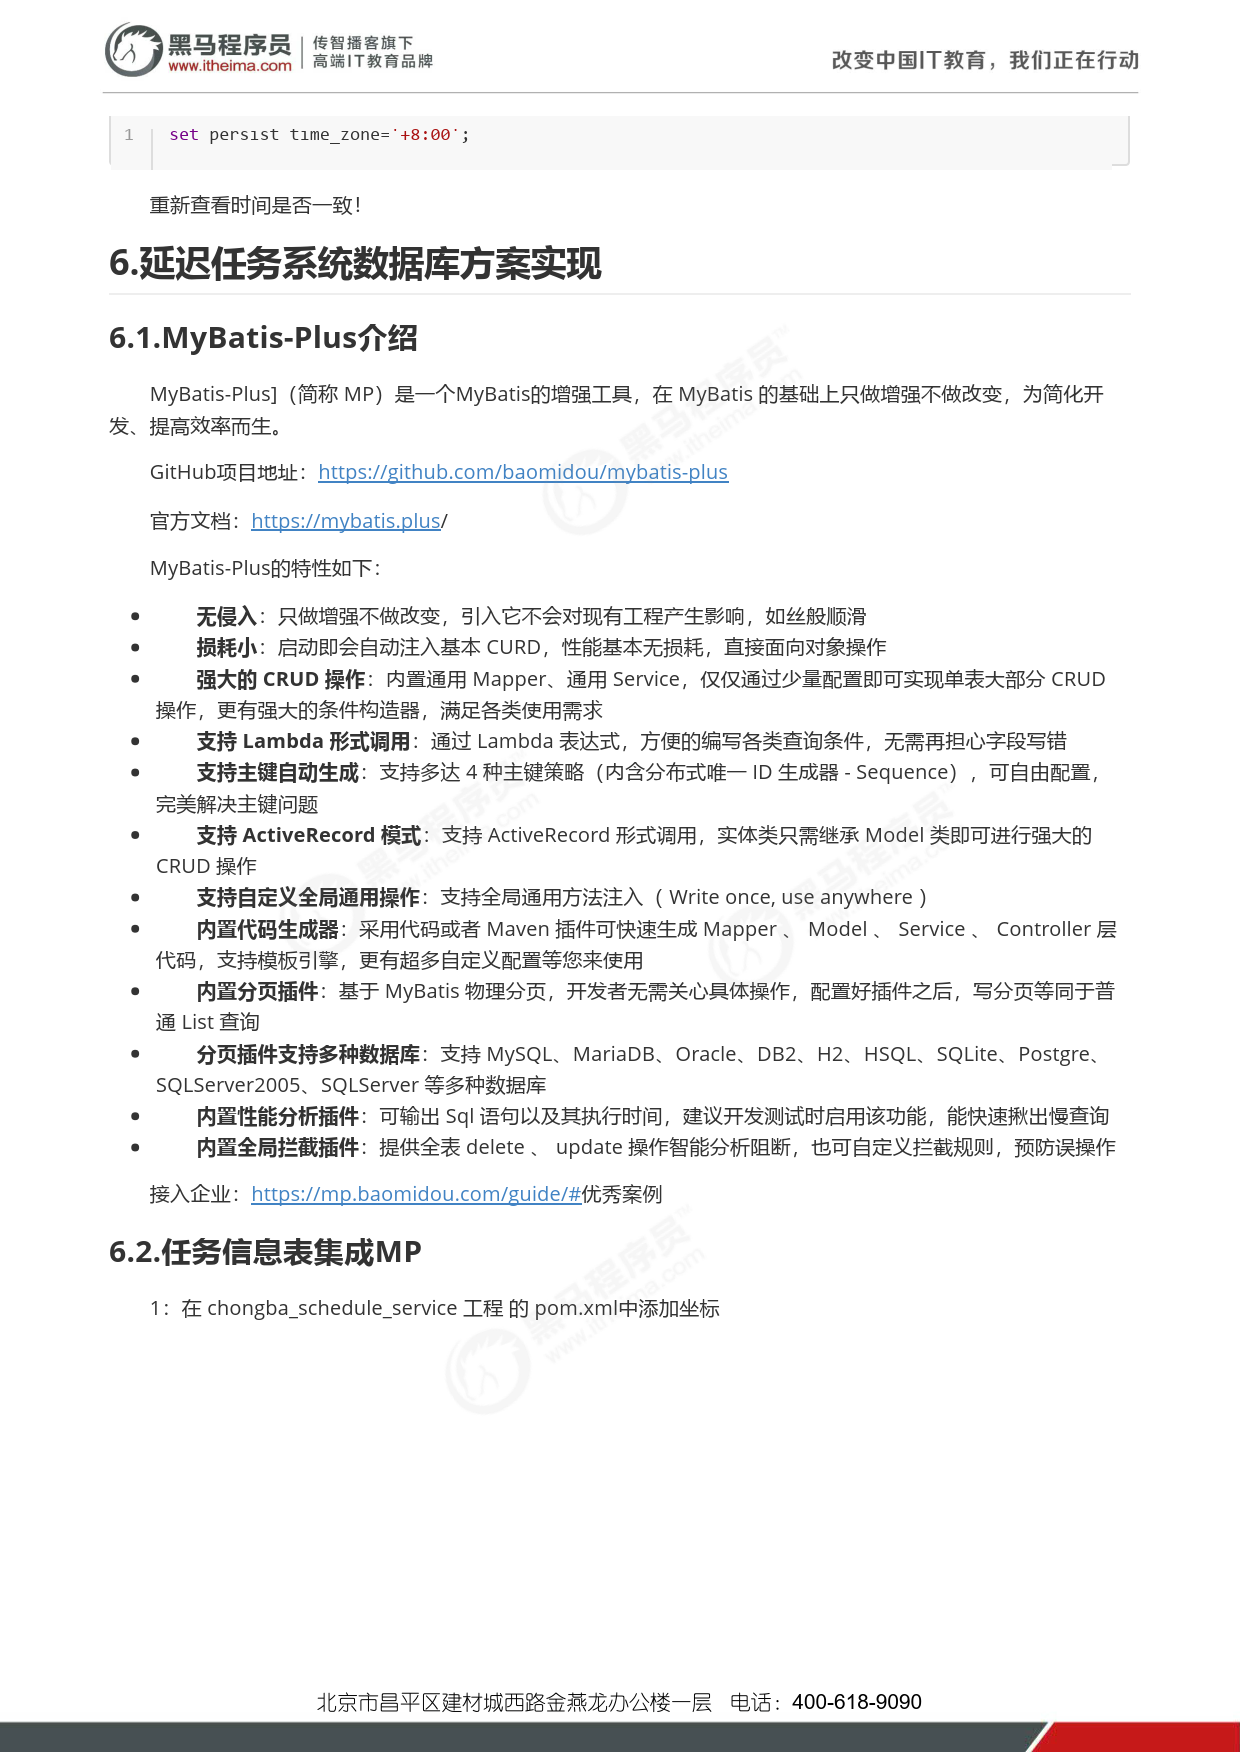 黑马程序员
www.itheima.com
传智播客旗下
高端IT教育品牌
改变中国IT教育，我们正在行动
1 set persist time_zone='+8:00';
重新查看时间是否一致！
6.延迟任务系统数据库方案实现
6.1.MyBatis-Plus介绍
MyBatis-Plus]（简称 MP）是一个MyBatis的增强工具，在 MyBatis 的基础上只做增强不做改变，为简化开
发、提高效率而生。
GitHub项目地址：https://github.com/baomidou/mybatis-plus
官方文档：https://mybatis.plus/
MyBatis-Plus的特性如下：
• 无侵入：只做增强不做改变，引入它不会对现有工程产生影响，如丝般顺滑
• 损耗小：启动即会自动注入基本 CURD，性能基本无损耗，直接面向对象操作
• 强大的 CRUD 操作：内置通用 Mapper、通用 Service，仅仅通过少量配置即可实现单表大部分 CRUD
操作，更有强大的条件构造器，满足各类使用需求
• 支持 Lambda 形式调用：通过 Lambda 表达式，方便的编写各类查询条件，无需再担心字段写错
• 支持主键自动生成：支持多达 4 种主键策略（内含分布式唯一 ID 生成器 - Sequence），可自由配置，
完美解决主键问题
• 支持 ActiveRecord 模式：支持 ActiveRecord 形式调用，实体类只需继承 Model 类即可进行强大的
CRUD 操作
• 支持自定义全局通用操作：支持全局通用方法注入（ Write once, use anywhere ）
• 内置代码生成器：采用代码或者 Maven 插件可快速生成 Mapper 、 Model 、 Service 、 Controller 层
代码，支持模板引擎，更有超多自定义配置等您来使用
• 内置分页插件：基于 MyBatis 物理分页，开发者无需关心具体操作，配置好插件之后，写分页等同于普
通 List 查询
• 分页插件支持多种数据库：支持 MySQL、MariaDB、Oracle、DB2、H2、HSQL、SQLite、Postgre、
SQLServer2005、SQLServer 等多种数据库
• 内置性能分析插件：可输出 Sql 语句以及其执行时间，建议开发测试时启用该功能，能快速揪出慢查询
• 内置全局拦截插件：提供全表 delete 、 update 操作智能分析阻断，也可自定义拦截规则，预防误操作
接入企业：https://mp.baomidou.com/guide/#优秀案例
6.2.任务信息表集成MP
1：在 chongba_schedule_service 工程 的 pom.xml中添加坐标
北京市昌平区建材城西路金燕龙办公楼一层 电话：400-618-9090